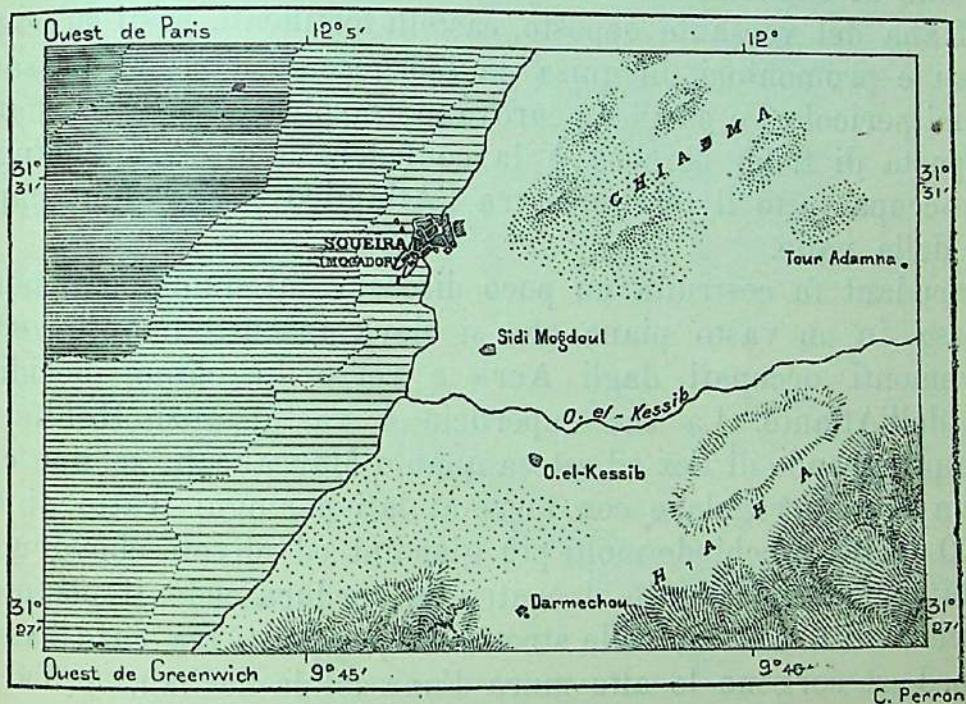 Ouest de Paris 12°5′ 12°
31° 31′
31° 31′
CHIADMA
SOUEIRA
(MOGADOR)
Tour Adamna
Sidi Mogdoul
O. el-Kessib
O.el-Kessib
HAHA
Darmechou
31° 27′
31° 27′
Ouest de Greenwich 9°45′ 9°40′
C. Perron